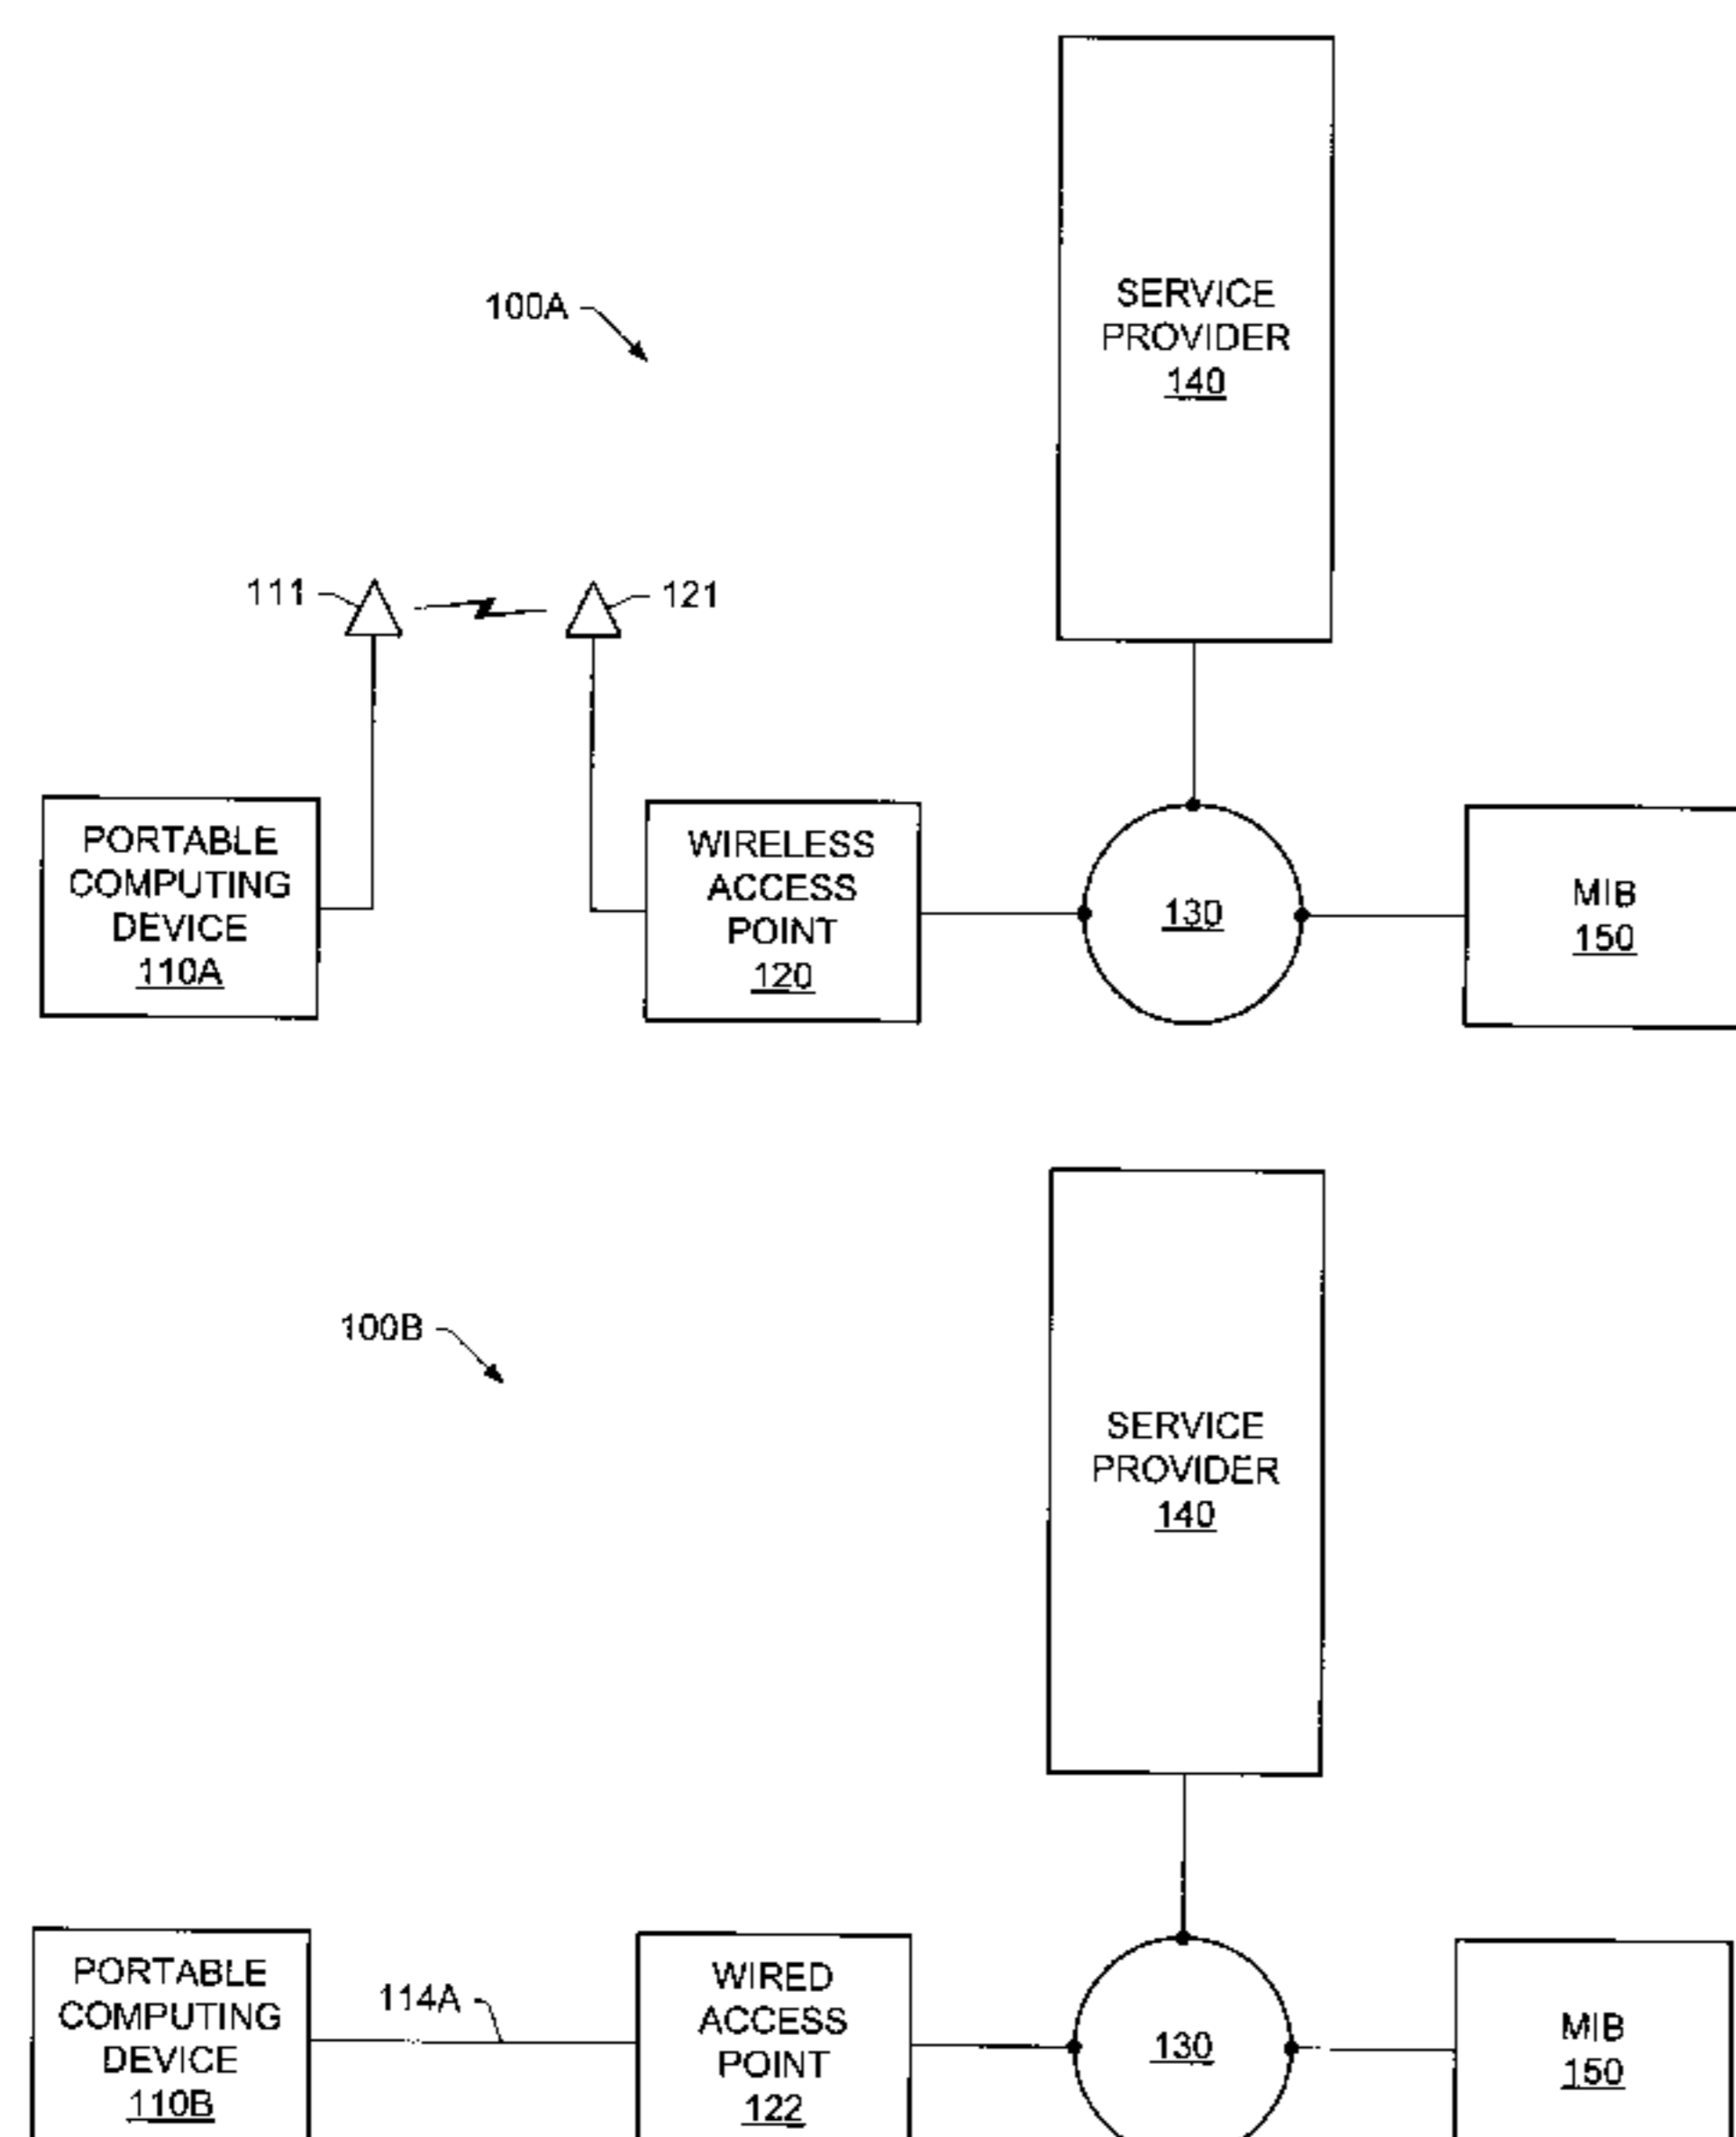 100A
SERVICE
PROVIDER
140
111
121
PORTABLE
COMPUTING
DEVICE
110A
WIRELESS
ACCESS
POINT
120
130
MIB
150
100B
SERVICE
PROVIDER
140
PORTABLE
COMPUTING
DEVICE
110B
114A
WIRED
ACCESS
POINT
122
130
MIB
150